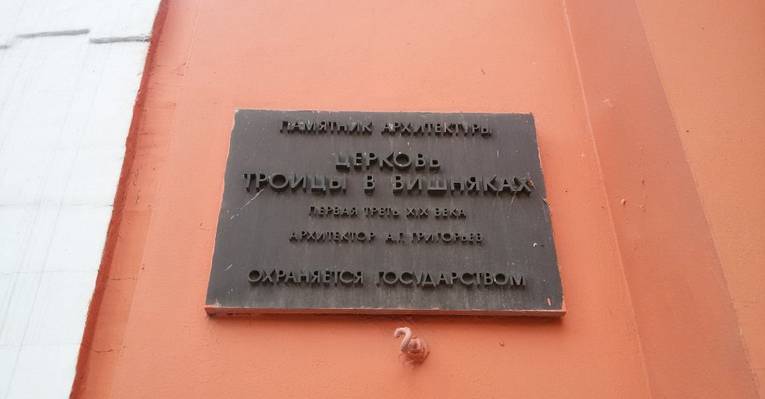 ПАМЯТНИК АРХИТЕКТУРЫ
ЦЕРКОВЬ
ТРОИЦЫ В ВИШНЯКАХ
ПЕРВАЯ ТРЕТЬ XIX ВЕКА
АРХИТЕКТОР А.Г. ГРИГОРЬЕВ
ОХРАНЯЕТСЯ ГОСУДАРСТВОМ